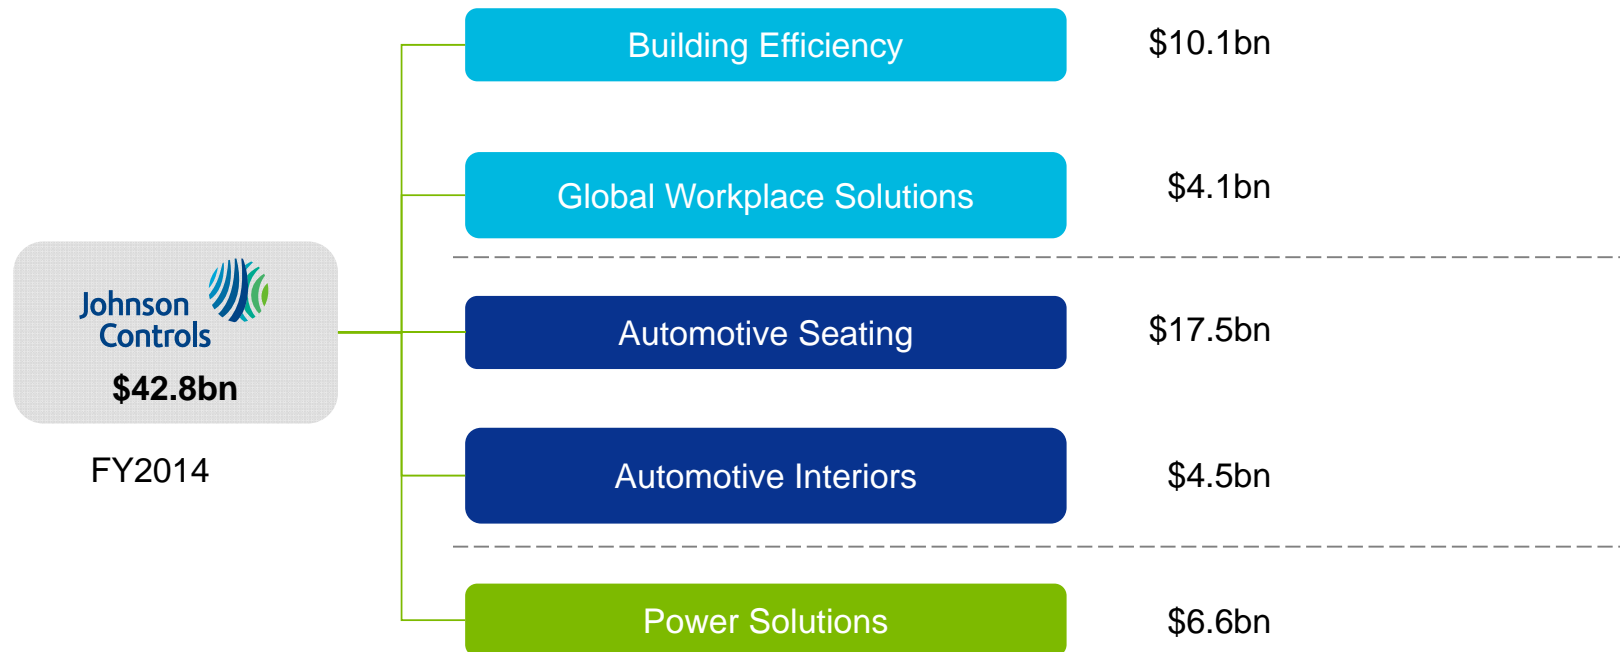 Building Efficiency $10.1bn
Global Workplace Solutions $4.1bn
Johnson
Controls
$42.8bn
FY2014
Automotive Seating $17.5bn
Automotive Interiors $4.5bn
Power Solutions $6.6bn